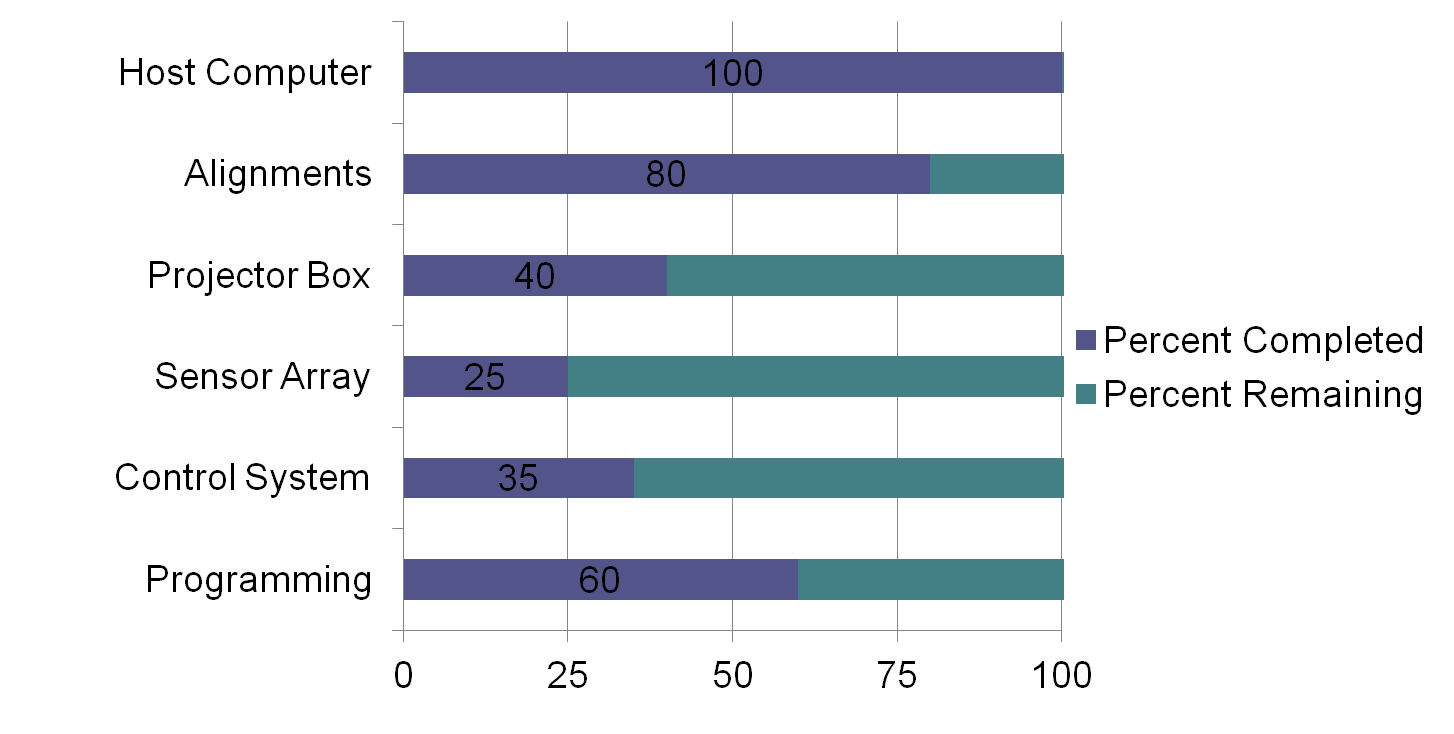 Host Computer 100
Alignments 80
Projector Box 40
Sensor Array 25
Control System 35
Programming 60
0 25 50 75 100
Percent Completed
Percent Remaining